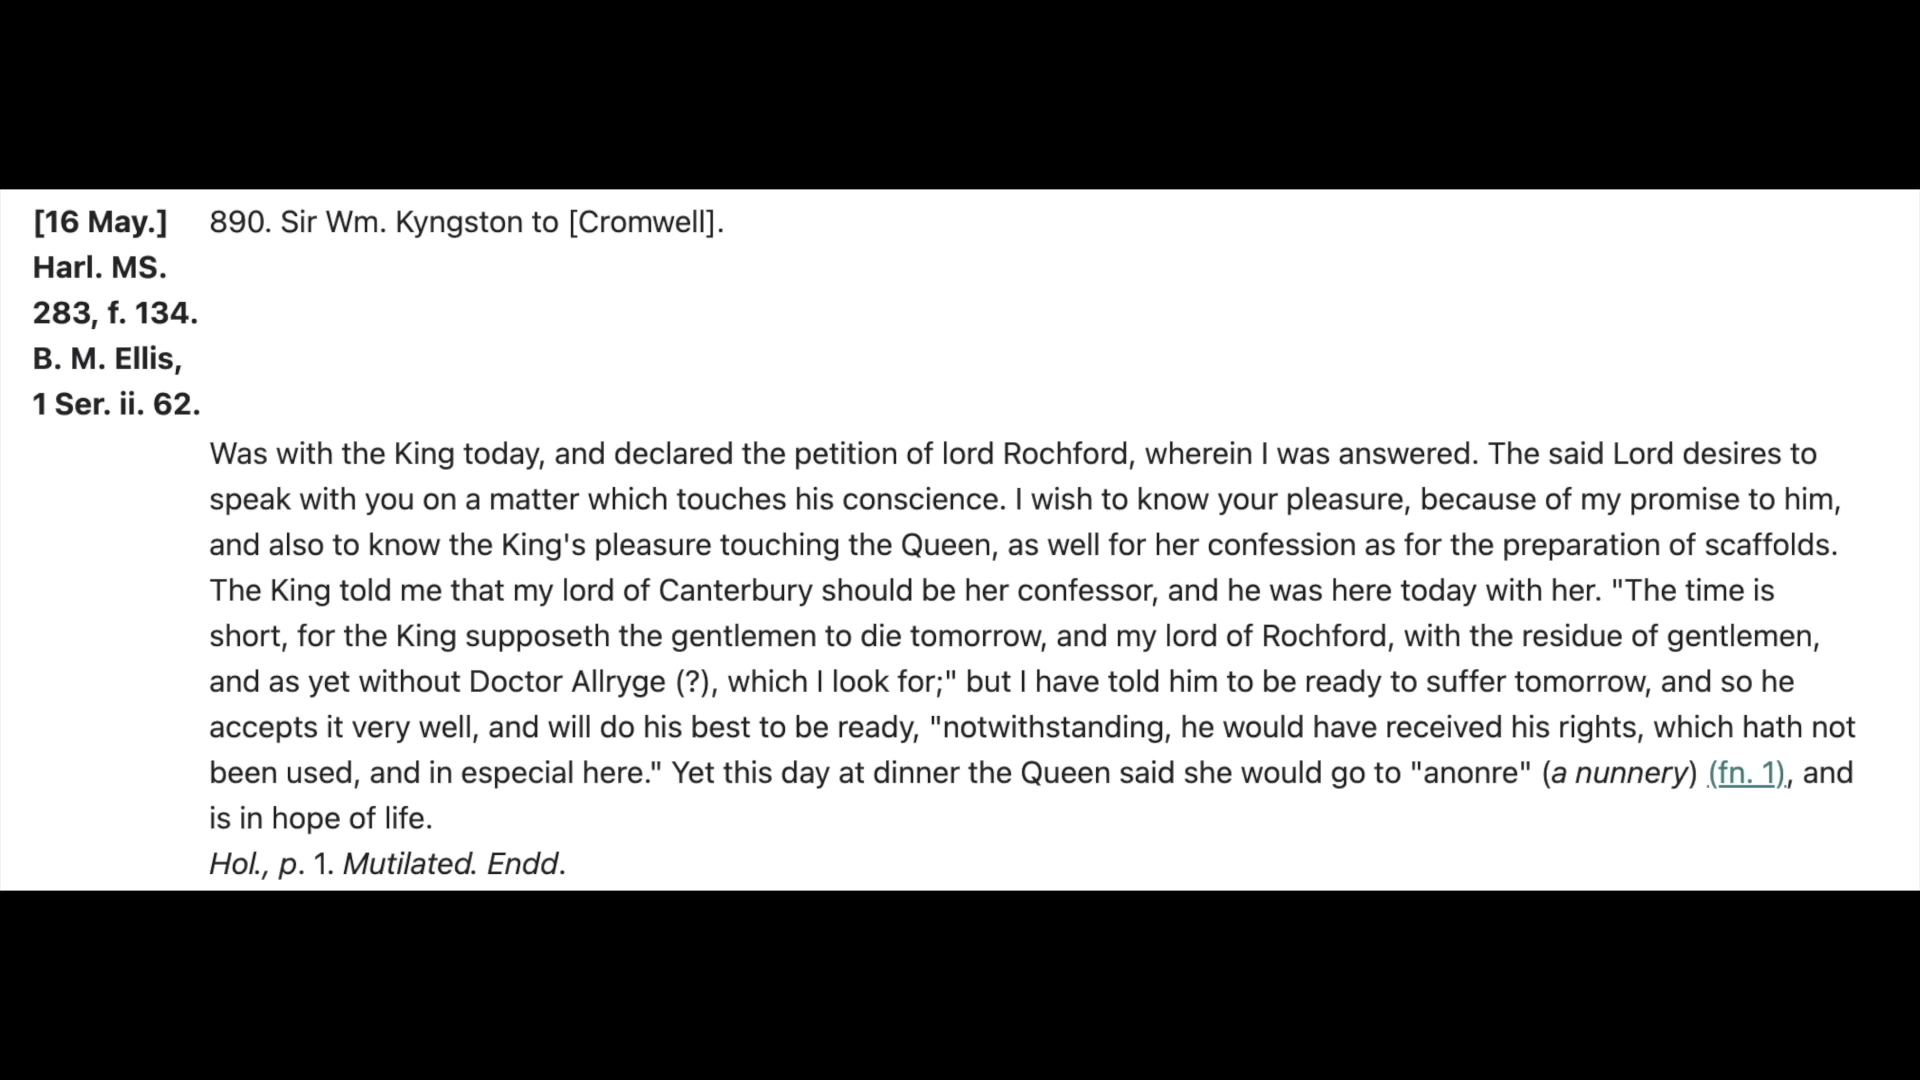 [16 May.] 890. Sir Wm. Kyngston to [Cromwell].
Harl. MS.
283, f. 134.
B. M. Ellis,
1 Ser. ii. 62.
Was with the King today, and declared the petition of lord Rochford, wherein I was answered. The said Lord desires to
speak with you on a matter which touches his conscience. I wish to know your pleasure, because of my promise to him,
and also to know the King's pleasure touching the Queen, as well for her confession as for the preparation of scaffolds.
The King told me that my lord of Canterbury should be her confessor, and he was here today with her. "The time is
short, for the King supposeth the gentlemen to die tomorrow, and my lord of Rochford, with the residue of gentlemen,
and as yet without Doctor Allryge (?), which I look for;" but I have told him to be ready to suffer tomorrow, and so he
accepts it very well, and will do his best to be ready, "notwithstanding, he would have received his rights, which hath not
been used, and in especial here." Yet this day at dinner the Queen said she would go to "anonre" (a nunnery) (fn. 1), and
is in hope of life.
Hol., p. 1. Mutilated. Endd.